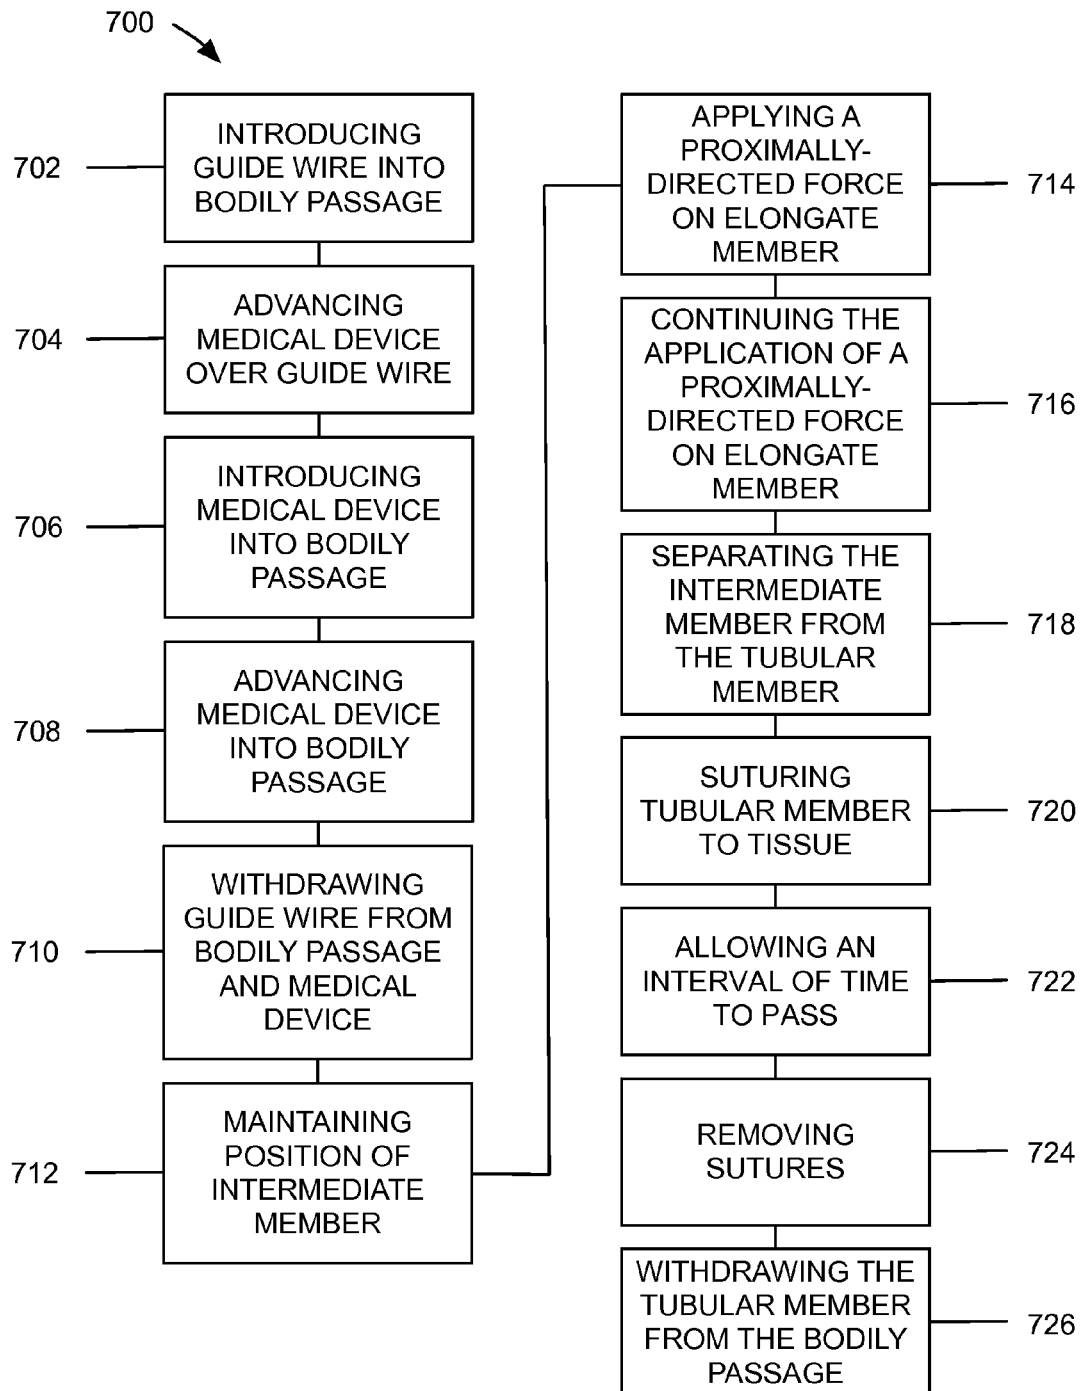 700
702
INTRODUCING
GUIDE WIRE INTO
BODILY PASSAGE
704
ADVANCING
MEDICAL DEVICE
OVER GUIDE WIRE
706
INTRODUCING
MEDICAL DEVICE
INTO BODILY
PASSAGE
708
ADVANCING
MEDICAL DEVICE
INTO BODILY
PASSAGE
710
WITHDRAWING
GUIDE WIRE FROM
BODILY PASSAGE
AND MEDICAL
DEVICE
712
MAINTAINING
POSITION OF
INTERMEDIATE
MEMBER
APPLYING A
PROXIMALLY-
DIRECTED FORCE
ON ELONGATE
MEMBER
714
CONTINUING THE
APPLICATION OF A
PROXIMALLY-
DIRECTED FORCE
ON ELONGATE
MEMBER
716
SEPARATING THE
INTERMEDIATE
MEMBER FROM
THE TUBULAR
MEMBER
718
SUTURING
TUBULAR MEMBER
TO TISSUE
720
ALLOWING AN
INTERVAL OF TIME
TO PASS
722
REMOVING
SUTURES
724
WITHDRAWING THE
TUBULAR MEMBER
FROM THE BODILY
PASSAGE
726